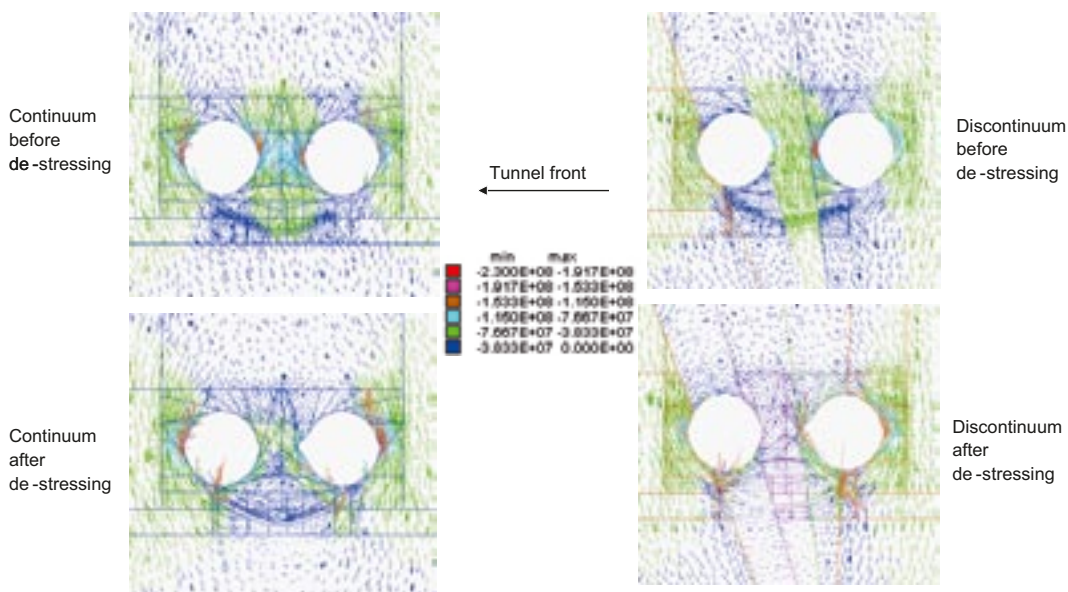 Continuum
before
de-stressing
Discontinuum
before
de-stressing
Tunnel front
min max
-2.300E+08 -1.917E+08
-1.917E+08 -1.533E+08
-1.533E+08 -1.150E+08
-1.150E+08 -7.667E+07
-7.667E+07 -3.833E+07
-3.833E+07 0.000E+00
Continuum
after
de-stressing
Discontinuum
after
de-stressing